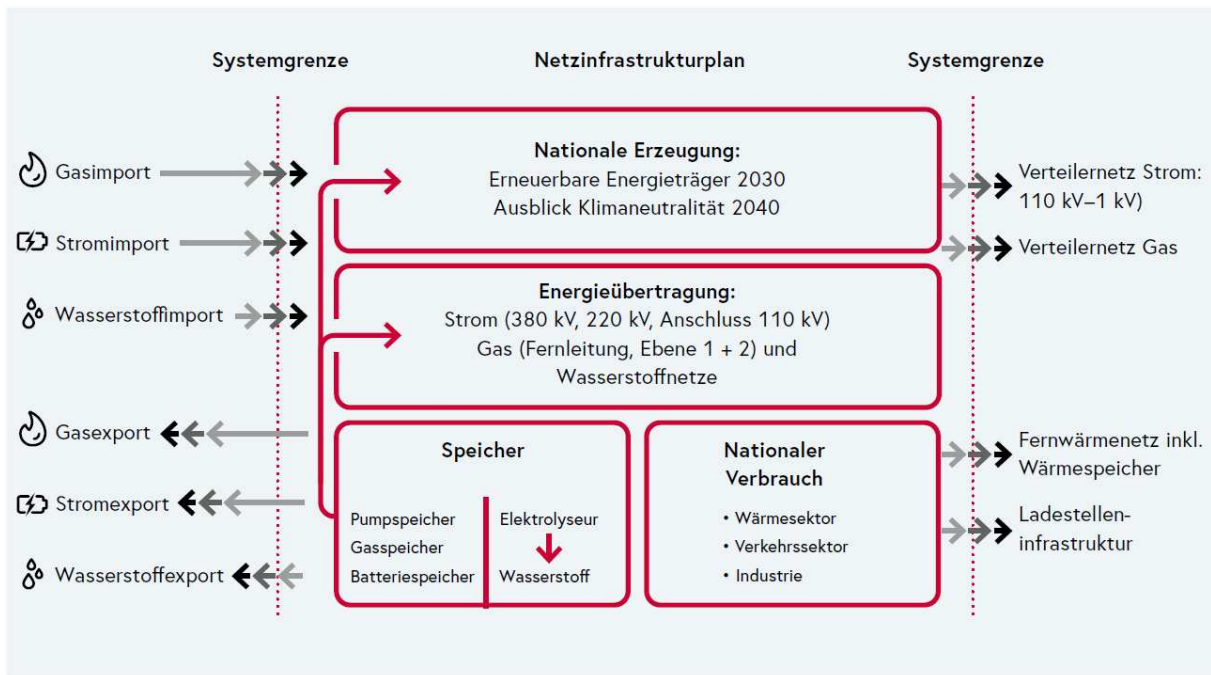 Systemgrenze
Netzinfrastrukturplan
Systemgrenze
Gasimport
Stromimport
Wasserstoffimport
Gasexport
Stromexport
Wasserstoffexport
Nationale Erzeugung:
Erneuerbare Energieträger 2030
Ausblick Klimaneutralität 2040
Energieübertragung:
Strom (380 kV, 220 kV, Anschluss 110 kV)
Gas (Fernleitung, Ebene 1 + 2) und
Wasserstoffnetze
Speicher
Pumpspeicher
Gasspeicher
Batteriespeicher
Elektrolyseur
Wasserstoff
Nationaler
Verbrauch
• Wärmesektor
• Verkehrssektor
• Industrie
Verteilernetz Strom:
110 kV–1 kV)
Verteilernetz Gas
Fernwärmenetz inkl.
Wärmespeicher
Ladestellen-
infrastruktur